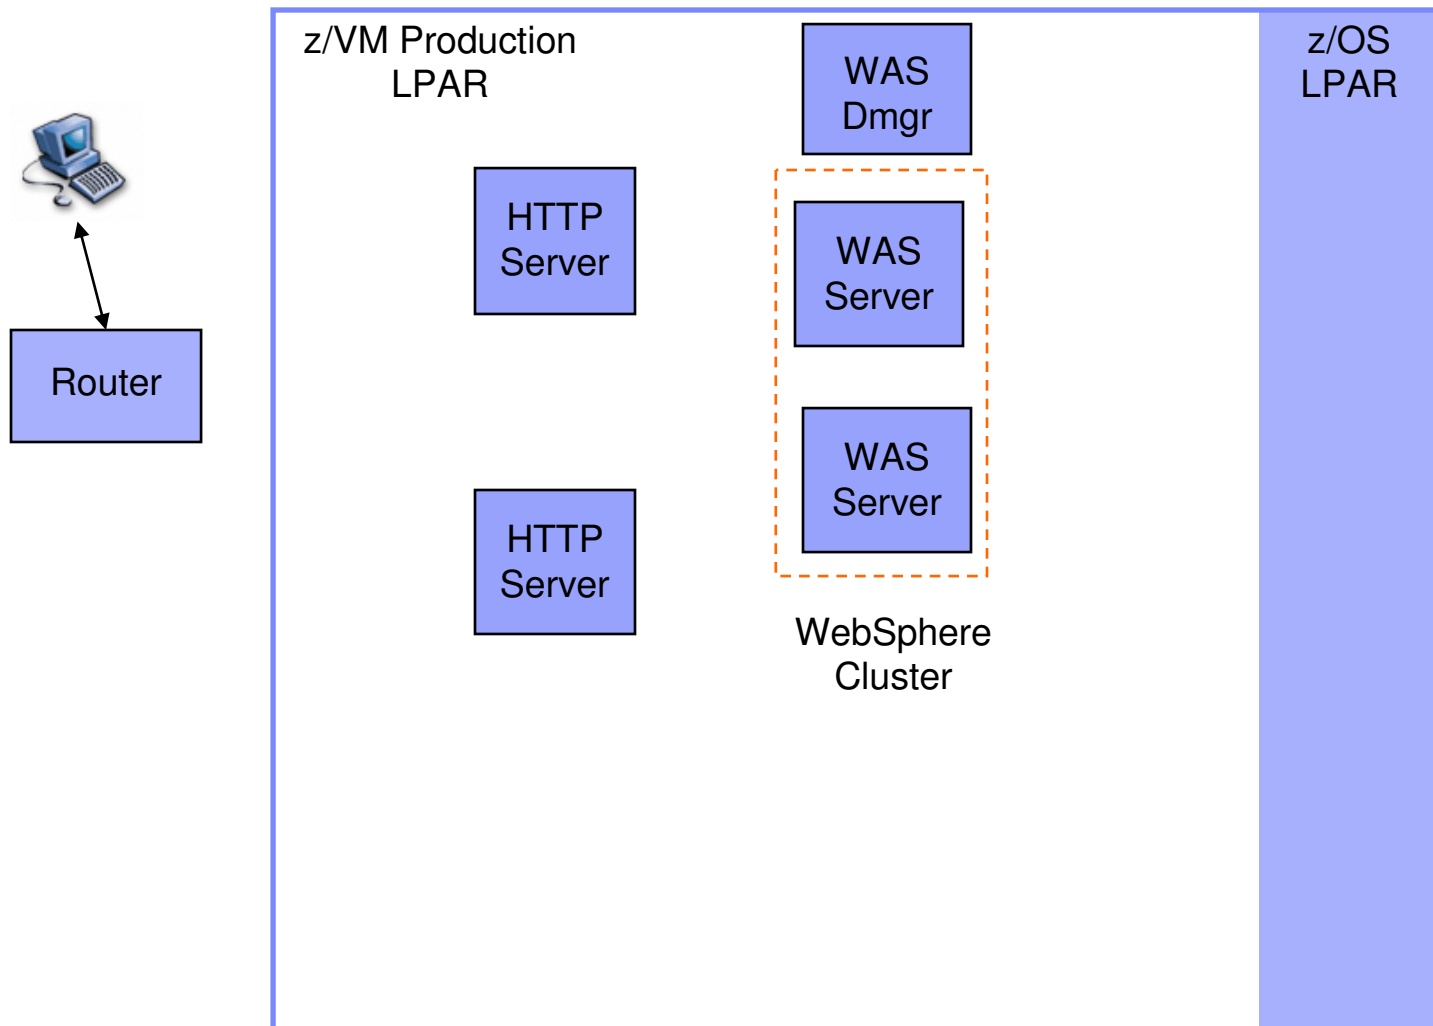 z/VM Production
LPAR
WAS
Dmgr
z/OS
LPAR
HTTP
Server
WAS
Server
Router
WAS
Server
HTTP
Server
WebSphere
Cluster